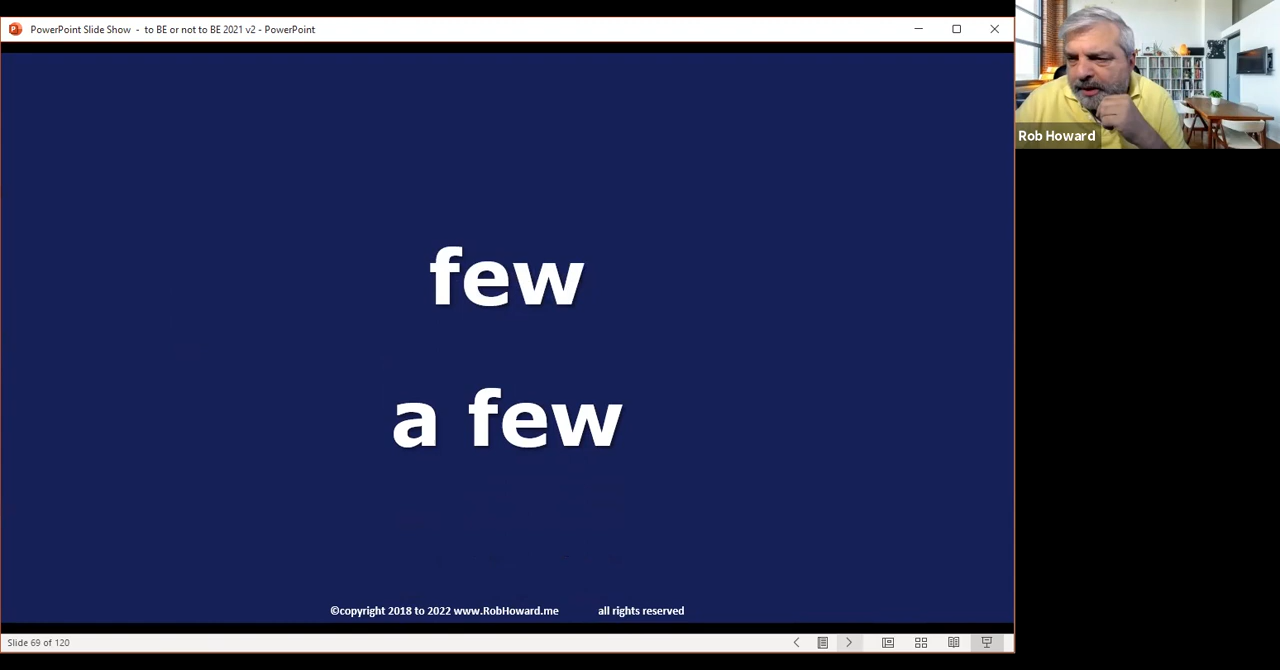 PowerPoint Slide Show - to BE or not to BE 2021 v2 - PowerPoint
Rob Howard
few
a few
©copyright 2018 to 2022 www.RobHoward.me all rights reserved
Slide 69 of 120